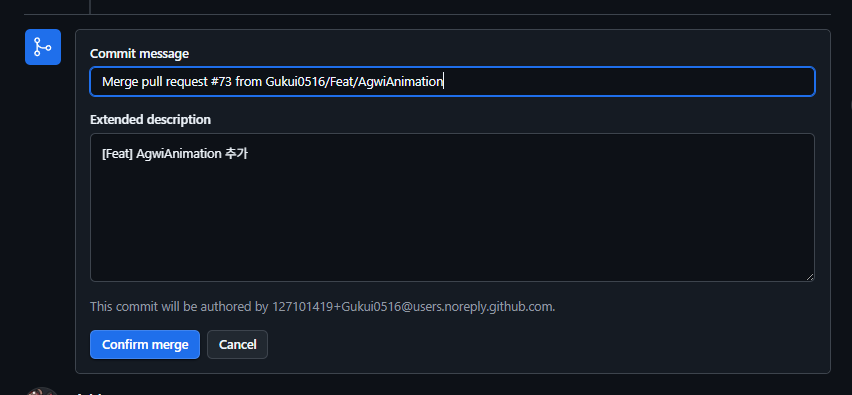 Commit message
Merge pull request #73 from Gukui0516/Feat/AgwiAnimation
Extended description
[Feat] AgwiAnimation 추가
This commit will be authored by 127101419+Gukui0516@users.noreply.github.com.
Confirm merge
Cancel